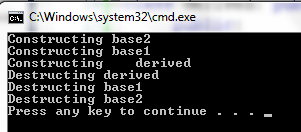 C:\Windows\system32\cmd.exe
Constructing base2
Constructing base1
Constructing    derived
Destructing derived
Destructing base1
Destructing base2
Press any key to continue . . . _